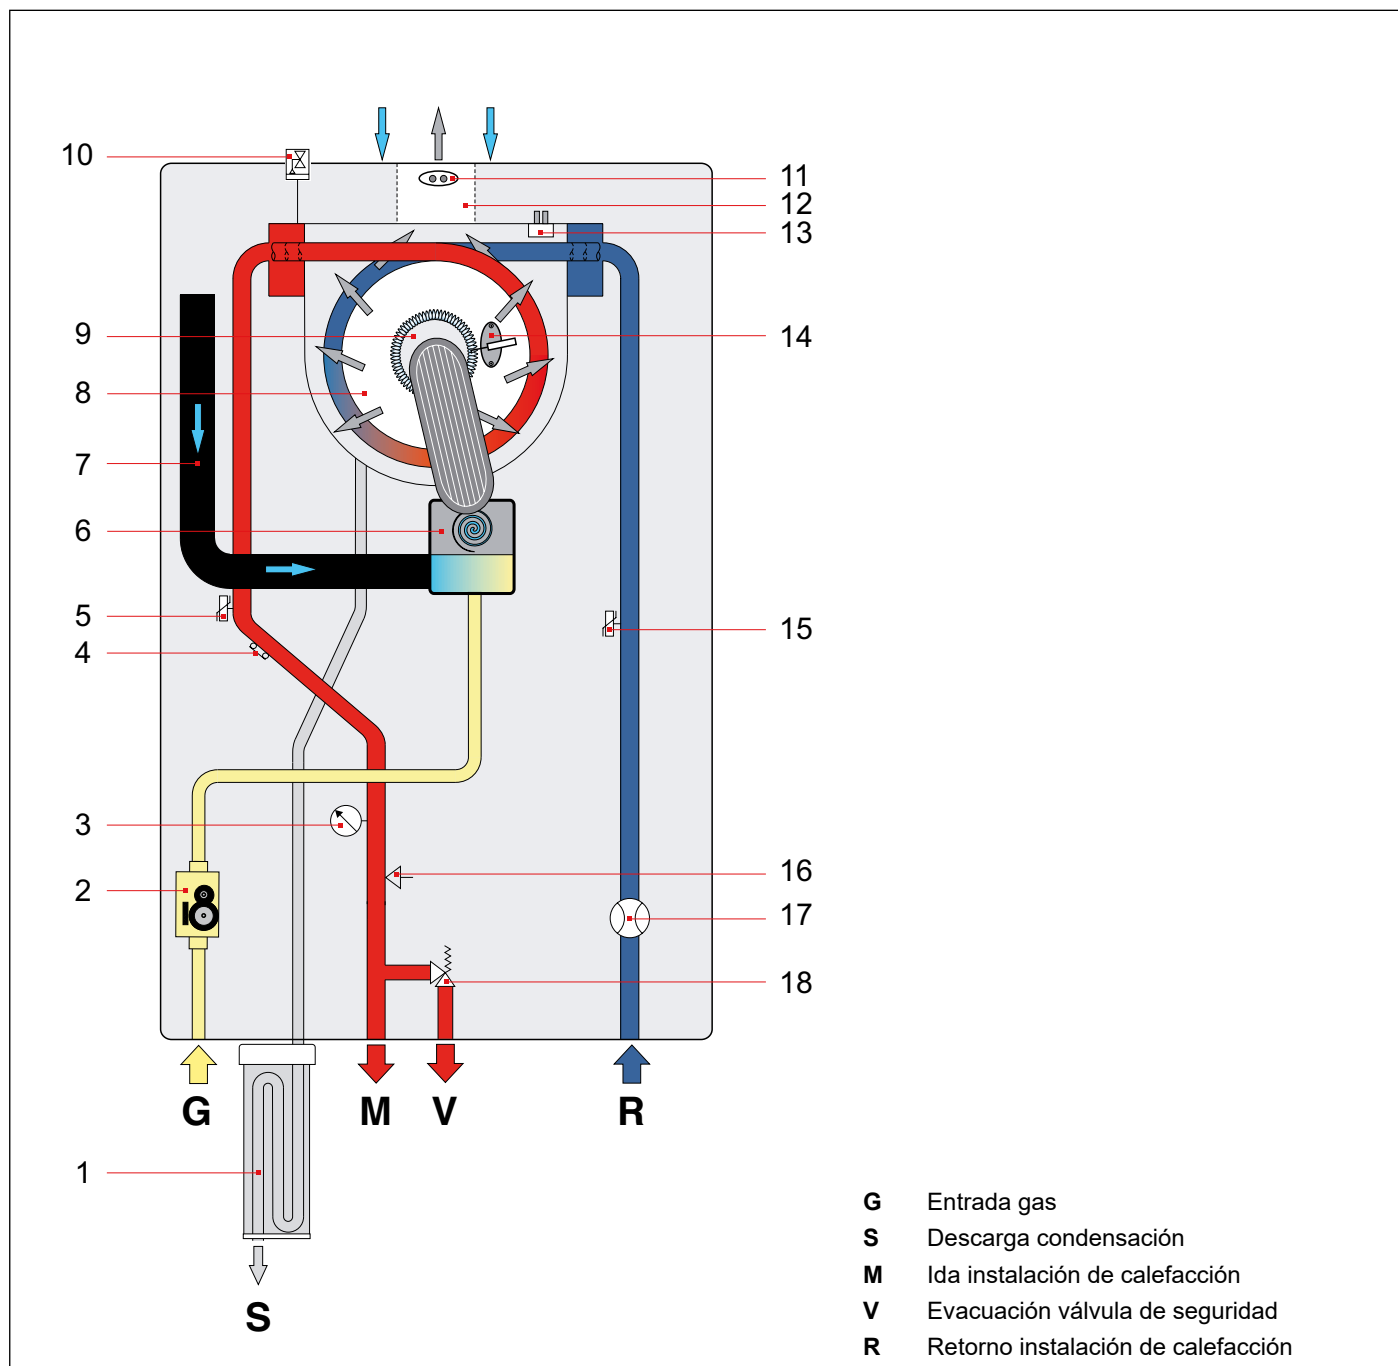 10
11
12
13
9
14
8
7
6
5
15
4
3
16
2
17
18
G
M
V
R
1
S
G Entrada gas
S Descarga condensación
M Ida instalación de calefacción
V Evacuación válvula de seguridad
R Retorno instalación de calefacción